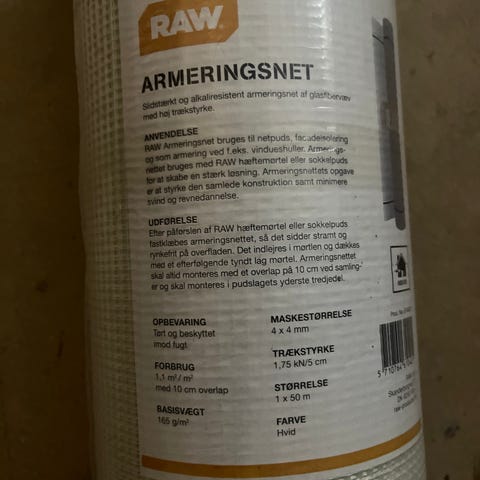 RAW
ARMERINGSNET
Slidstærkt og alkaliresistent armeringsnet af glasfibervæv
med høj trækstyrke.
ANVENDELSE
RAW Armeringsnet bruges til netpuds, facadeisolering
og som armering ved f.eks. vindueshuller. Armerings-
nettet bruges med RAW hæftemørtel eller sokkelpuds
for at skabe en stærk løsning. Armeringsnettets opgave
er at styrke den samlede konstruktion samt minimere
svind og revnedannelse.
UDFØRELSE
Efter påførslen af RAW hæftemørtel eller sokkelpuds
fastklæbes armeringsnettet, så det sidder stramt og
rynkefrit på overfladen. Det indlejres i mørtlen og dækkes
med et efterfølgende tyndt lag mørtel. Armeringsnettet
skal altid monteres med et overlap på 10 cm ved samling-
er og skal monteres i pudslagets yderste tredjedel.
OPBEVARING
Tørt og beskyttet
imod fugt
FORBRUG
1,1 m² / m²
med 10 cm overlap
BASISVÆGT
165 g/m²
MASKESTØRRELSE
4 x 4 mm
TRÆKSTYRKE
1,75 kN/5 cm
STØRRELSE
1 x 50 m
FARVE
Hvid